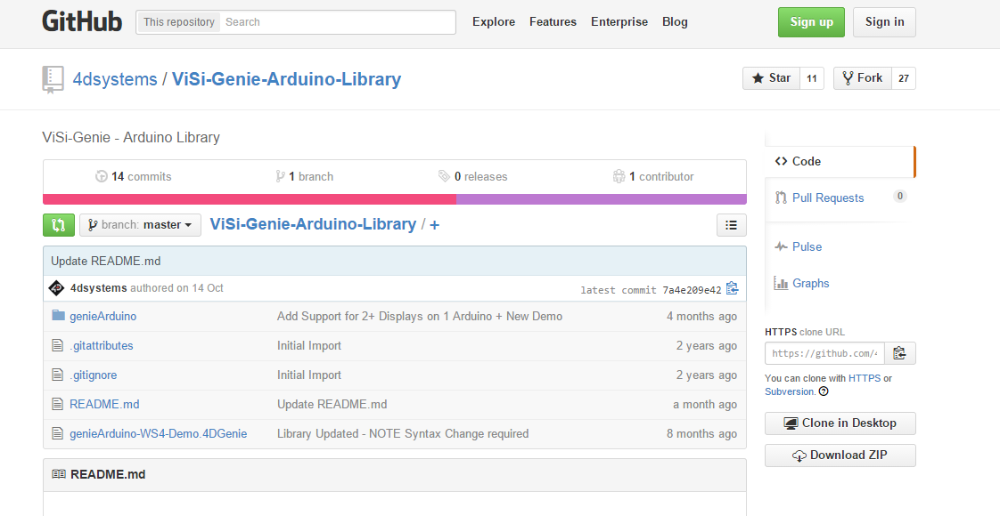 GitHub This repository Search Explore Features Enterprise Blog Sign up Sign in
4dsystems / ViSi-Genie-Arduino-Library Star 11 Fork 27
ViSi-Genie - Arduino Library
14 commits 1 branch 0 releases 1 contributor
branch: master ViSi-Genie-Arduino-Library / +
Update README.md
4dsystems authored on 14 Oct latest commit 7a4e209e42
genieArduino Add Support for 2+ Displays on 1 Arduino + New Demo 4 months ago
.gitattributes Initial Import 2 years ago
.gitignore Initial Import 2 years ago
README.md Update README.md a month ago
genieArduino-WS4-Demo.4DGenie Library Updated - NOTE Syntax Change required 8 months ago
README.md
Code
Pull Requests 0
Pulse
Graphs
HTTPS clone URL
https://github.com/
You can clone with HTTPS or
Subversion.
Clone in Desktop
Download ZIP